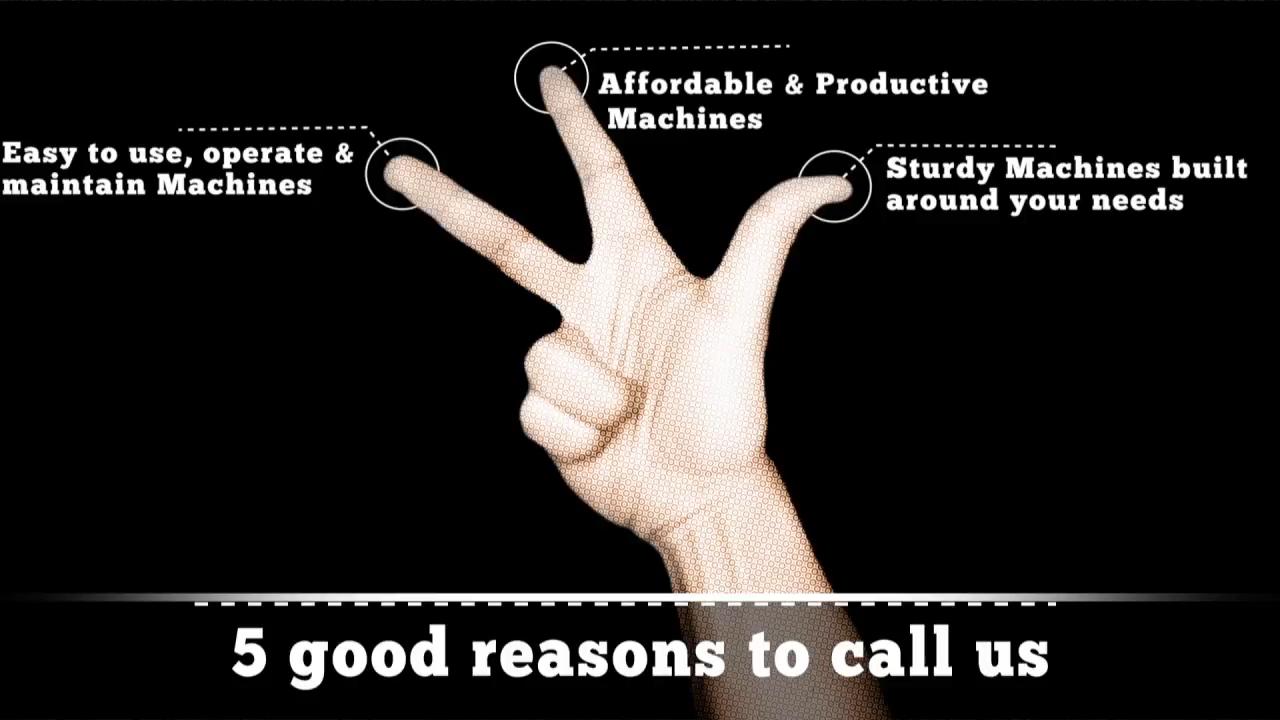 Affordable & Productive
Machines
Easy to use, operate &
maintain Machines
Sturdy Machines built
around your needs
5 good reasons to call us